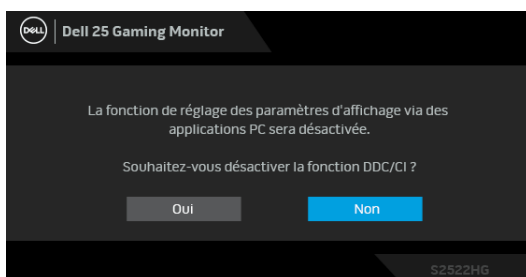 DELL
Dell 25 Gaming Monitor
La fonction de réglage des paramètres d'affichage via des
applications PC sera désactivée.
Souhaitez-vous désactiver la fonction DDC/CI ?
Oui
Non
S2522HG